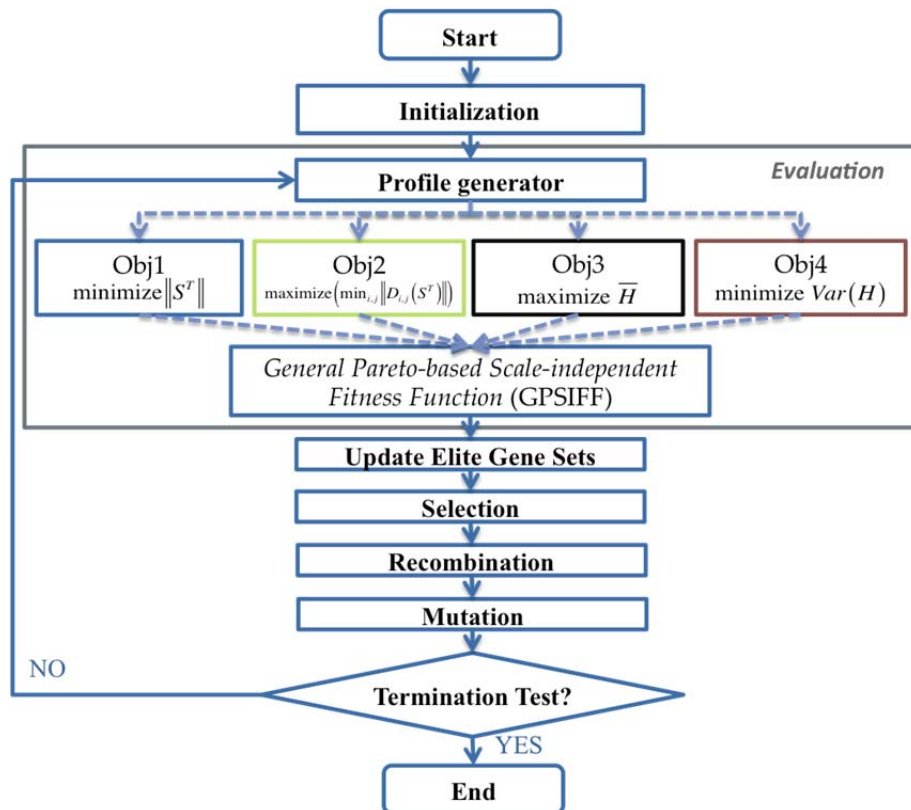 Start
Initialization
Evaluation
Profile generator
Obj1
minimize‖S^T‖
Obj2
maximize(min_{i,j}‖D_{i,j}(S^T)‖)
Obj3
maximize H̅
Obj4
minimize Var(H)
General Pareto-based Scale-independent
Fitness Function (GPSIFF)
Update Elite Gene Sets
Selection
Recombination
Mutation
NO
Termination Test?
YES
End